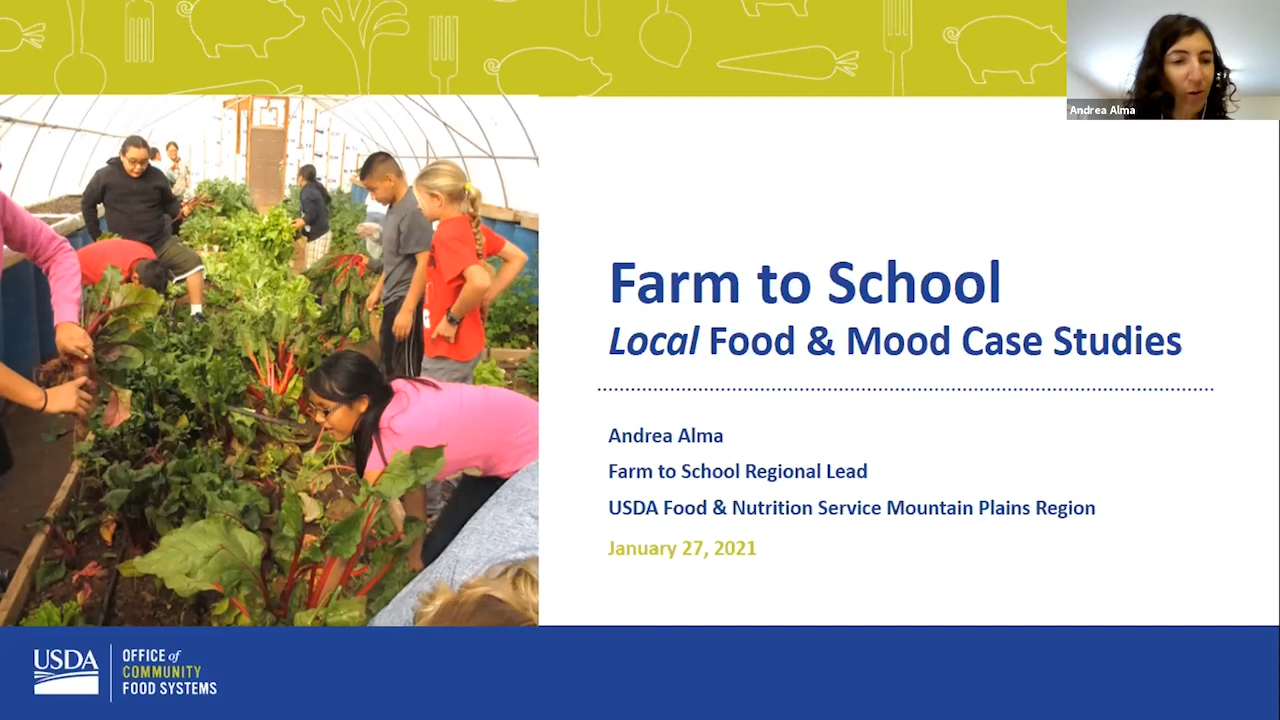 Andrea Alma
Farm to School
Local Food & Mood Case Studies
Andrea Alma
Farm to School Regional Lead
USDA Food & Nutrition Service Mountain Plains Region
January 27, 2021
USDA
OFFICE of
COMMUNITY
FOOD SYSTEMS